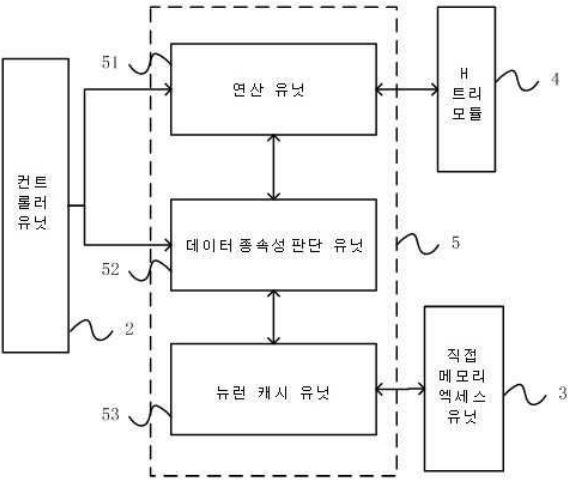 51
연산 유닛
H
트리
모듈
4
컨트
롤러
유닛
2
52
데이터 종속성 판단 유닛
5
53
뉴런 캐시 유닛
직접
메모리
엑세스
유닛
3